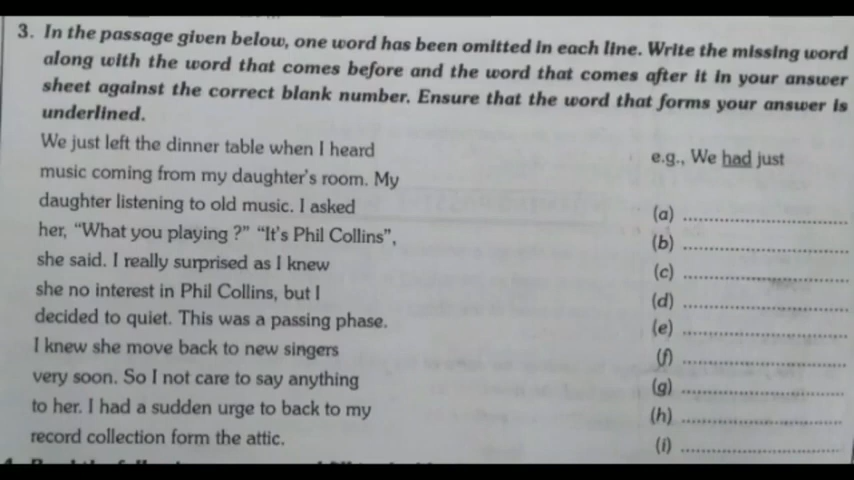 3. In the passage given below, one word has been omitted in each line. Write the missing word
along with the word that comes before and the word that comes after it in your answer
sheet against the correct blank number. Ensure that the word that forms your answer is
underlined.
We just left the dinner table when I heard
e.g., We had just
music coming from my daughter's room. My
daughter listening to old music. I asked
(a) ........................
her, "What you playing ?" "It's Phil Collins",
(b) ........................
she said. I really surprised as I knew
(c) ........................
she no interest in Phil Collins, but I
(d) ........................
decided to quiet. This was a passing phase.
(e) ........................
I knew she move back to new singers
(f) ........................
very soon. So I not care to say anything
(g) ........................
to her. I had a sudden urge to back to my
(h) ........................
record collection form the attic.
(i) ........................